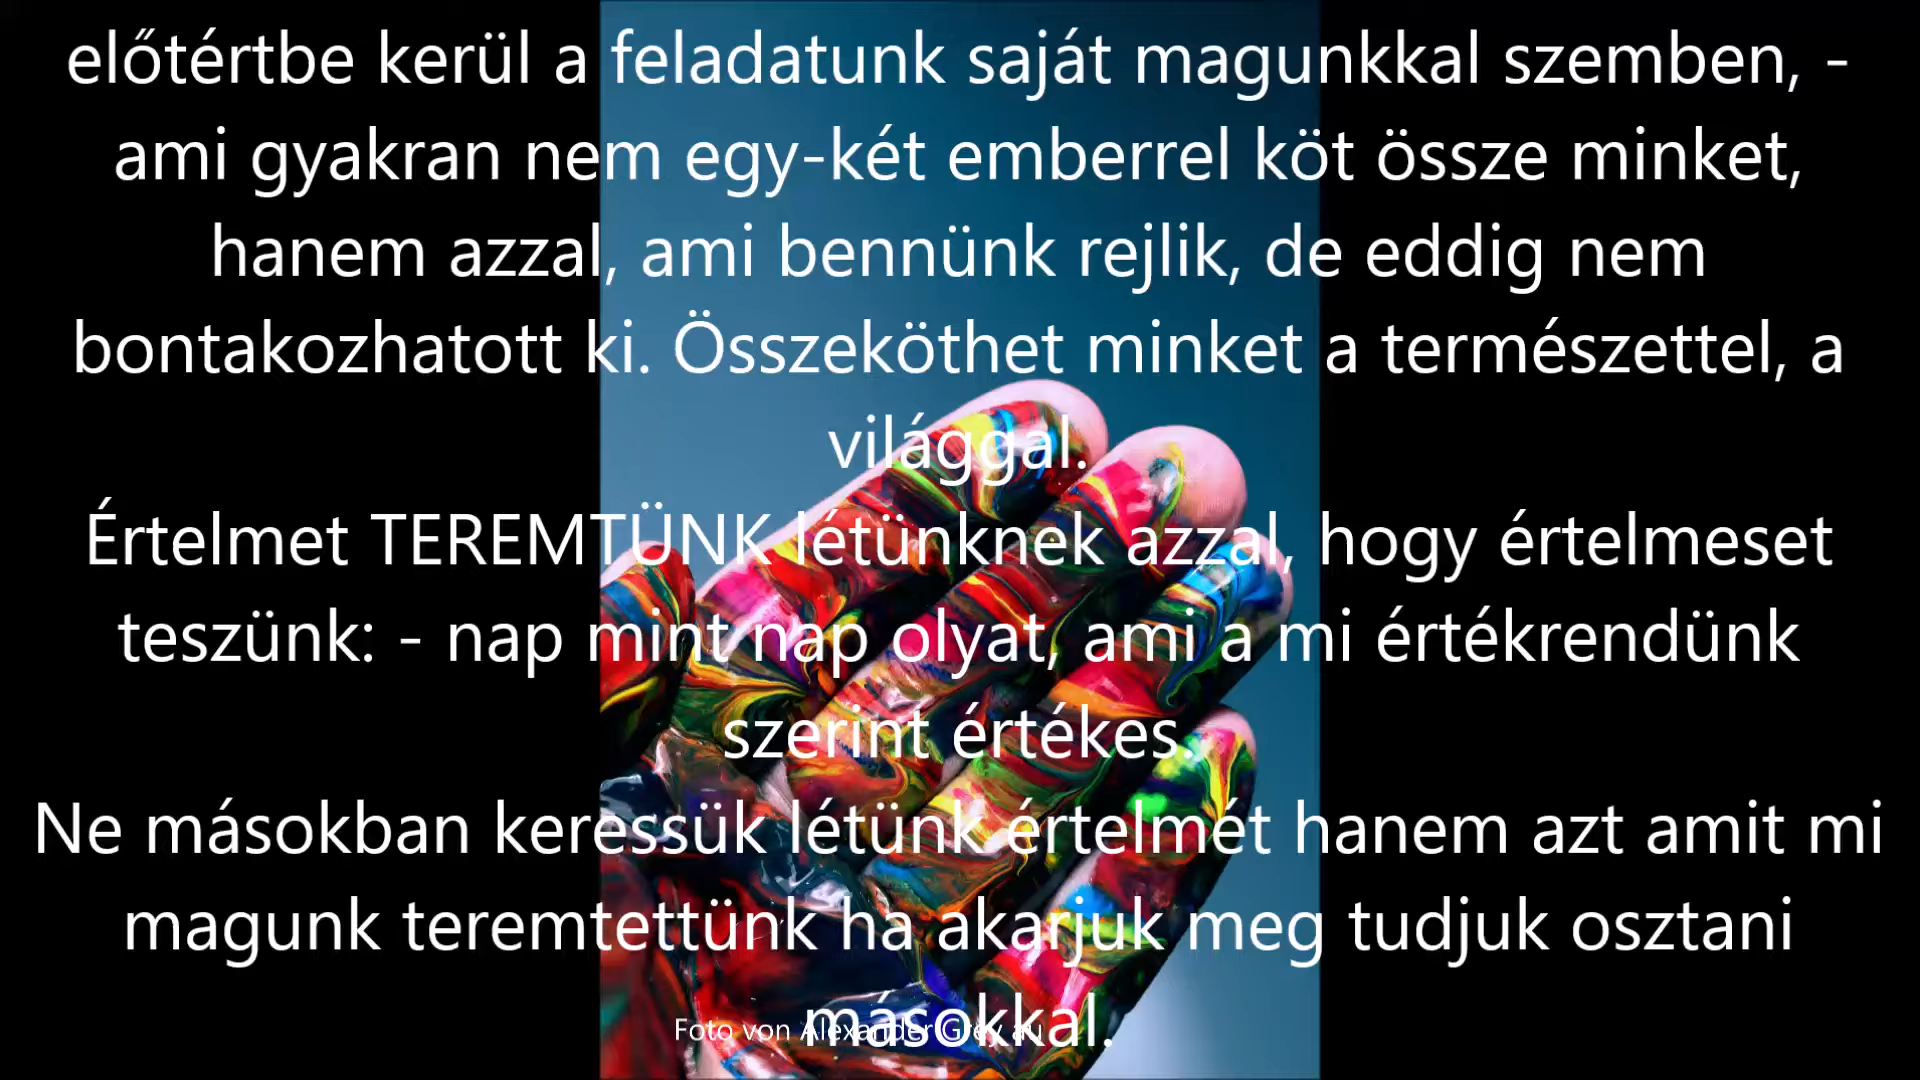 előtértbe kerül a feladatunk saját magunkkal szemben, -
ami gyakran nem egy-két emberrel köt össze minket,
hanem azzal, ami bennünk rejlik, de eddig nem
bontakozhatott ki. Összeköthet minket a természettel, a
világgal.
Értelmet TEREMTÜNK létünknek azzal, hogy értelmeset
teszünk: - nap mint nap olyat, ami a mi értékrendünk
szerint értékes.
Ne másokban keressük létünk értelmét hanem azt amit mi
magunk teremtettünk ha akarjuk meg tudjuk osztani
másokkal.
Foto von Alexander Grey au